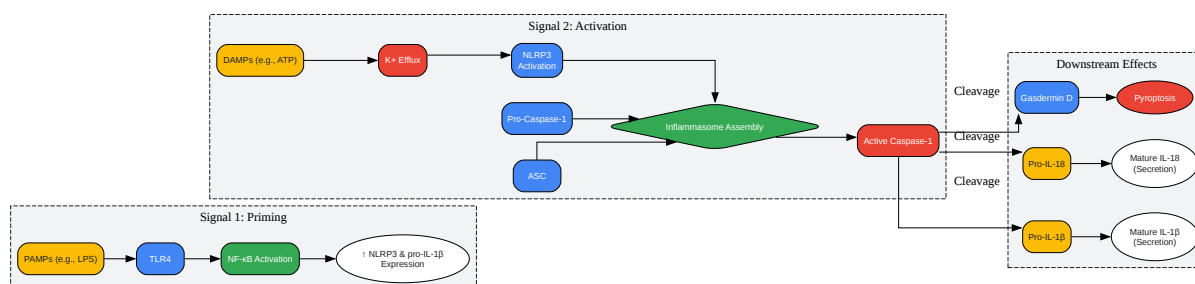 Signal 2: Activation
DAMPs (e.g., ATP)
K+ Efflux
NLRP3
Activation
Pro-Caspase-1
ASC
Inflammasome Assembly
Active Caspase-1
Cleavage
Cleavage
Cleavage
Downstream Effects
Gasdermin D
Pyroptosis
Pro-IL-18
Mature IL-18
(Secretion)
Pro-IL-1β
Mature IL-1β
(Secretion)
Signal 1: Priming
PAMPs (e.g., LPS)
TLR4
NF-κB Activation
↑ NLRP3 & pro-IL-1β
Expression